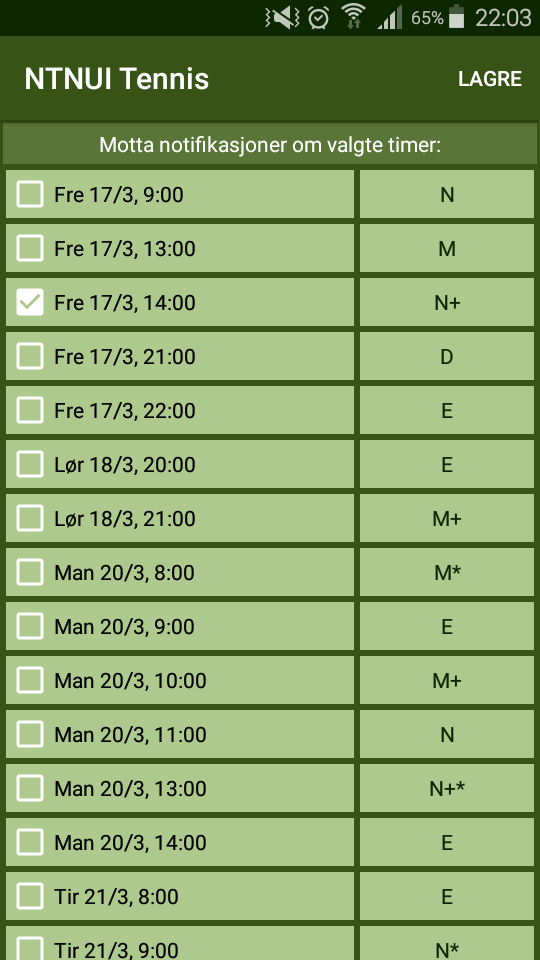 65% 22:03
NTNUI Tennis LAGRE
Motta notifikasjoner om valgte timer:
Fre 17/3, 9:00 N
Fre 17/3, 13:00 M
Fre 17/3, 14:00 N+
Fre 17/3, 21:00 D
Fre 17/3, 22:00 E
Lør 18/3, 20:00 E
Lør 18/3, 21:00 M+
Man 20/3, 8:00 M*
Man 20/3, 9:00 E
Man 20/3, 10:00 M+
Man 20/3, 11:00 N
Man 20/3, 13:00 N+*
Man 20/3, 14:00 E
Tir 21/3, 8:00 E
Tir 21/3, 9:00 N*